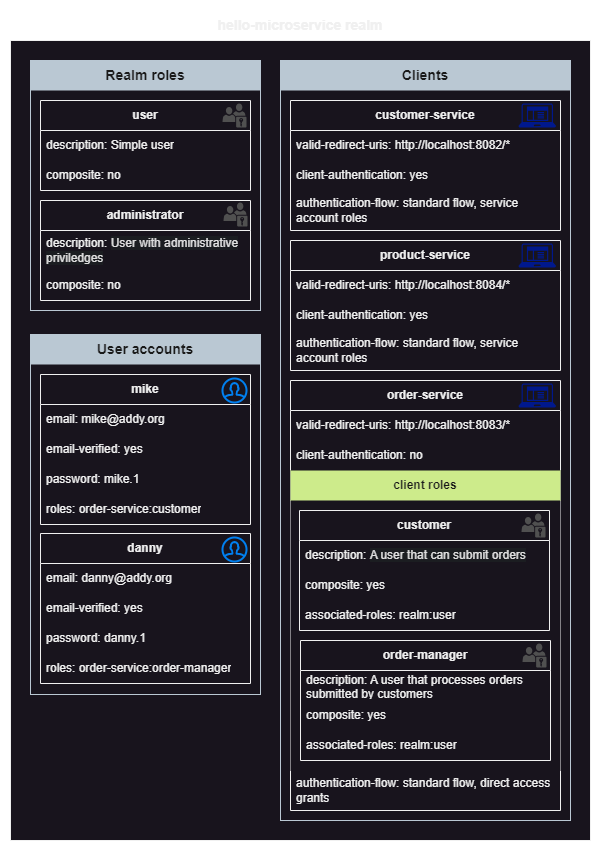 hello-microservice realm
Realm roles
user
description: Simple user
composite: no
administrator
description: User with administrative
priviledges
composite: no
User accounts
mike
email: mike@addy.org
email-verified: yes
password: mike.1
roles: order-service:customer
danny
email: danny@addy.org
email-verified: yes
password: danny.1
roles: order-service:order-manager
Clients
customer-service
valid-redirect-uris: http://localhost:8082/*
client-authentication: yes
authentication-flow: standard flow, service
account roles
product-service
valid-redirect-uris: http://localhost:8084/*
client-authentication: yes
authentication-flow: standard flow, service
account roles
order-service
valid-redirect-uris: http://localhost:8083/*
client-authentication: no
client roles
customer
description: A user that can submit orders
composite: yes
associated-roles: realm:user
order-manager
description: A user that processes orders
submitted by customers
composite: yes
associated-roles: realm:user
authentication-flow: standard flow, direct access
grants